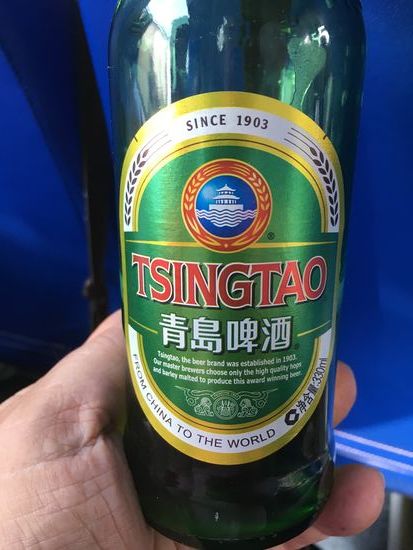 SINCE 1903
®
TSINGTAO
青島啤酒
®
Tsingtao, the beer brand was established in 1903.
Our master brewers choose only the high quality hops
and barley malted to produce this award winning beer.
FROM CHINA TO THE WORLD
净含量:330ml